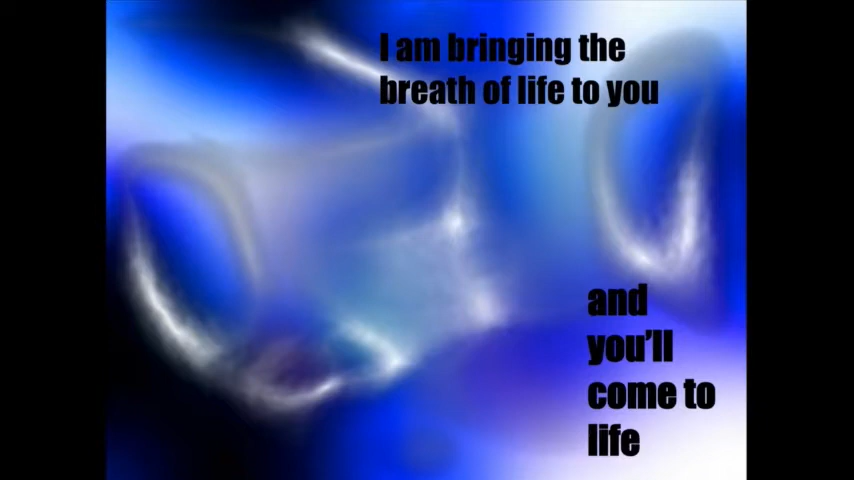 I am bringing the
breath of life to you
and
you'll
come to
life